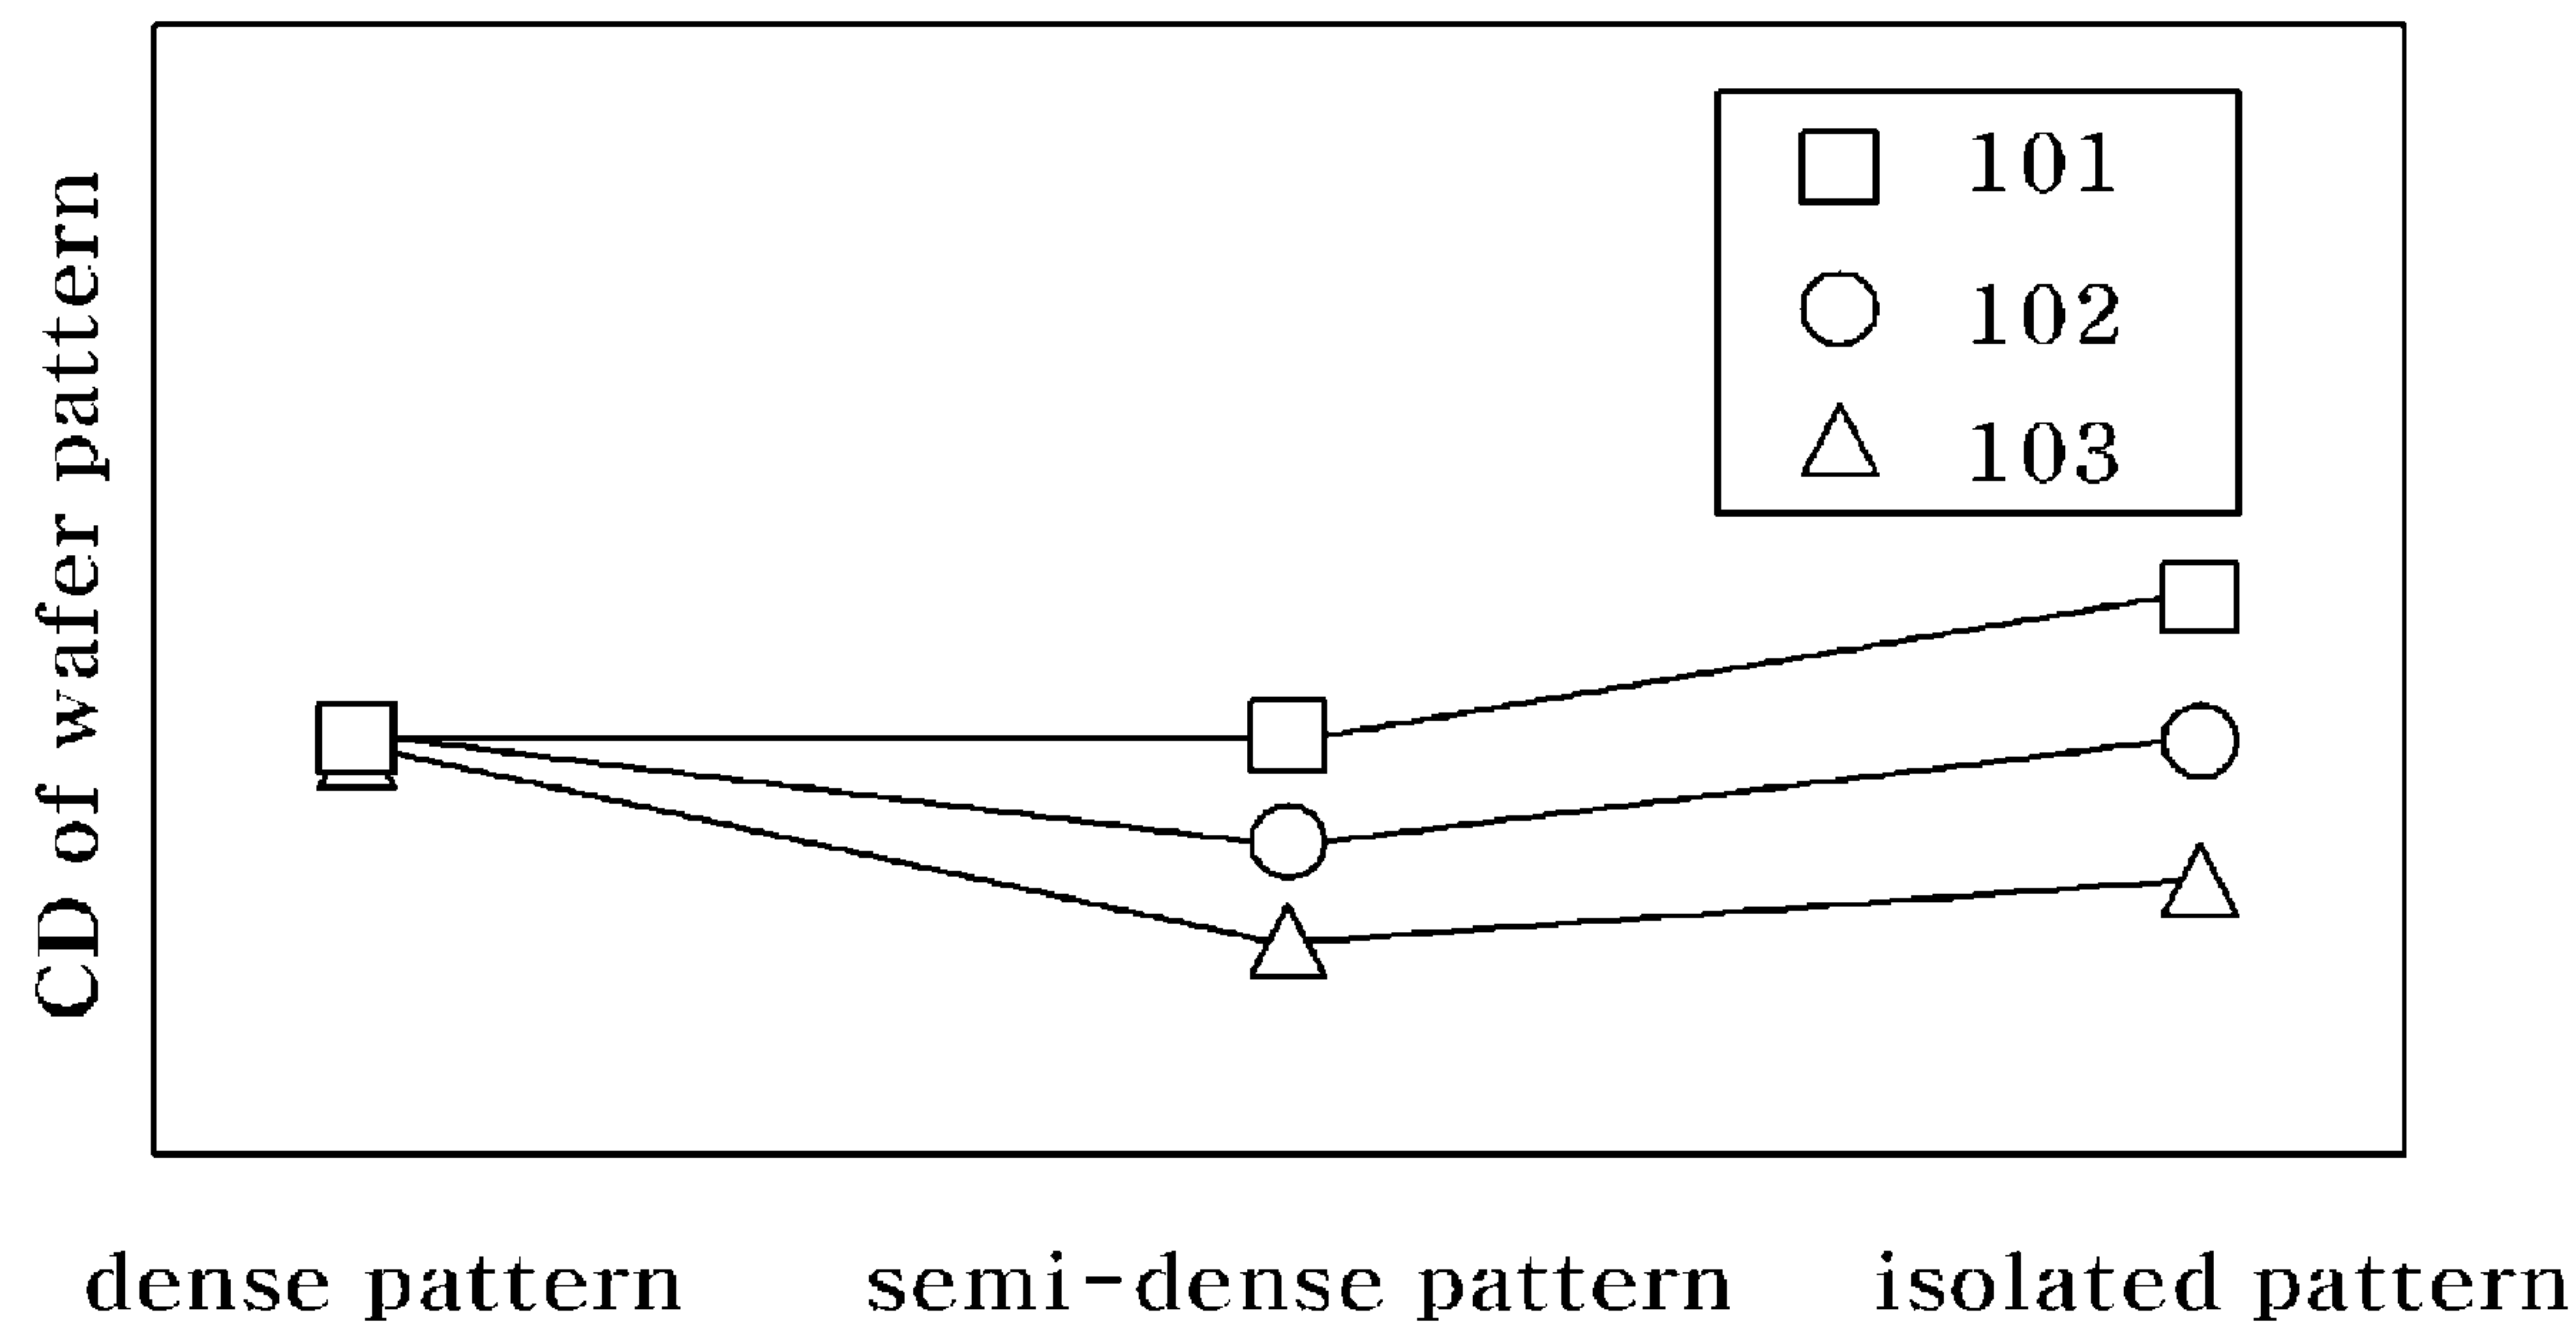 CD of wafer pattern
101
102
103
dense pattern
semi-dense pattern
isolated pattern